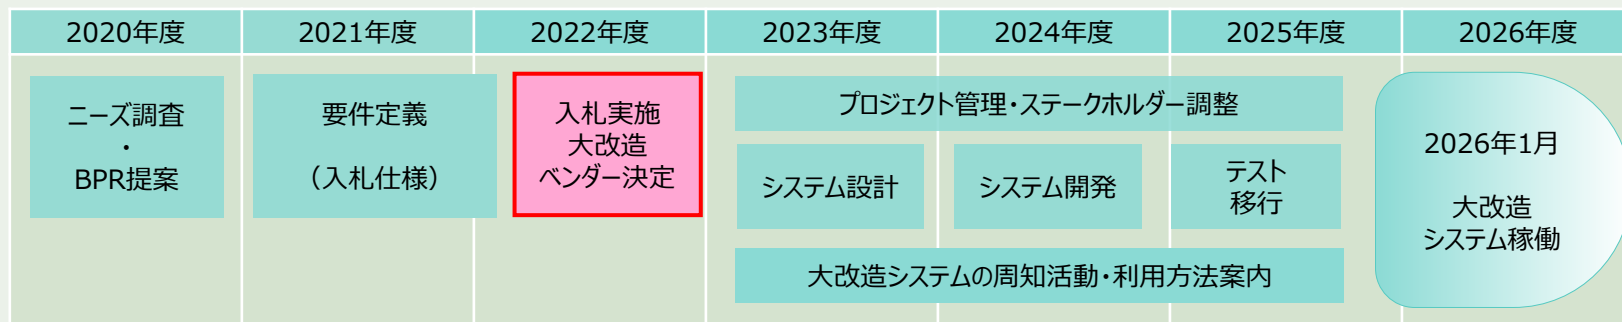 2020年度
2021年度
2022年度
2023年度
2024年度
2025年度
2026年度
ニーズ調査
・
BPR提案
要件定義
（入札仕様）
入札実施
大改造
ベンダー決定
プロジェクト管理・ステークホルダー調整
システム設計
システム開発
テスト
移行
大改造システムの周知活動・利用方法案内
2026年1月
大改造
システム稼働